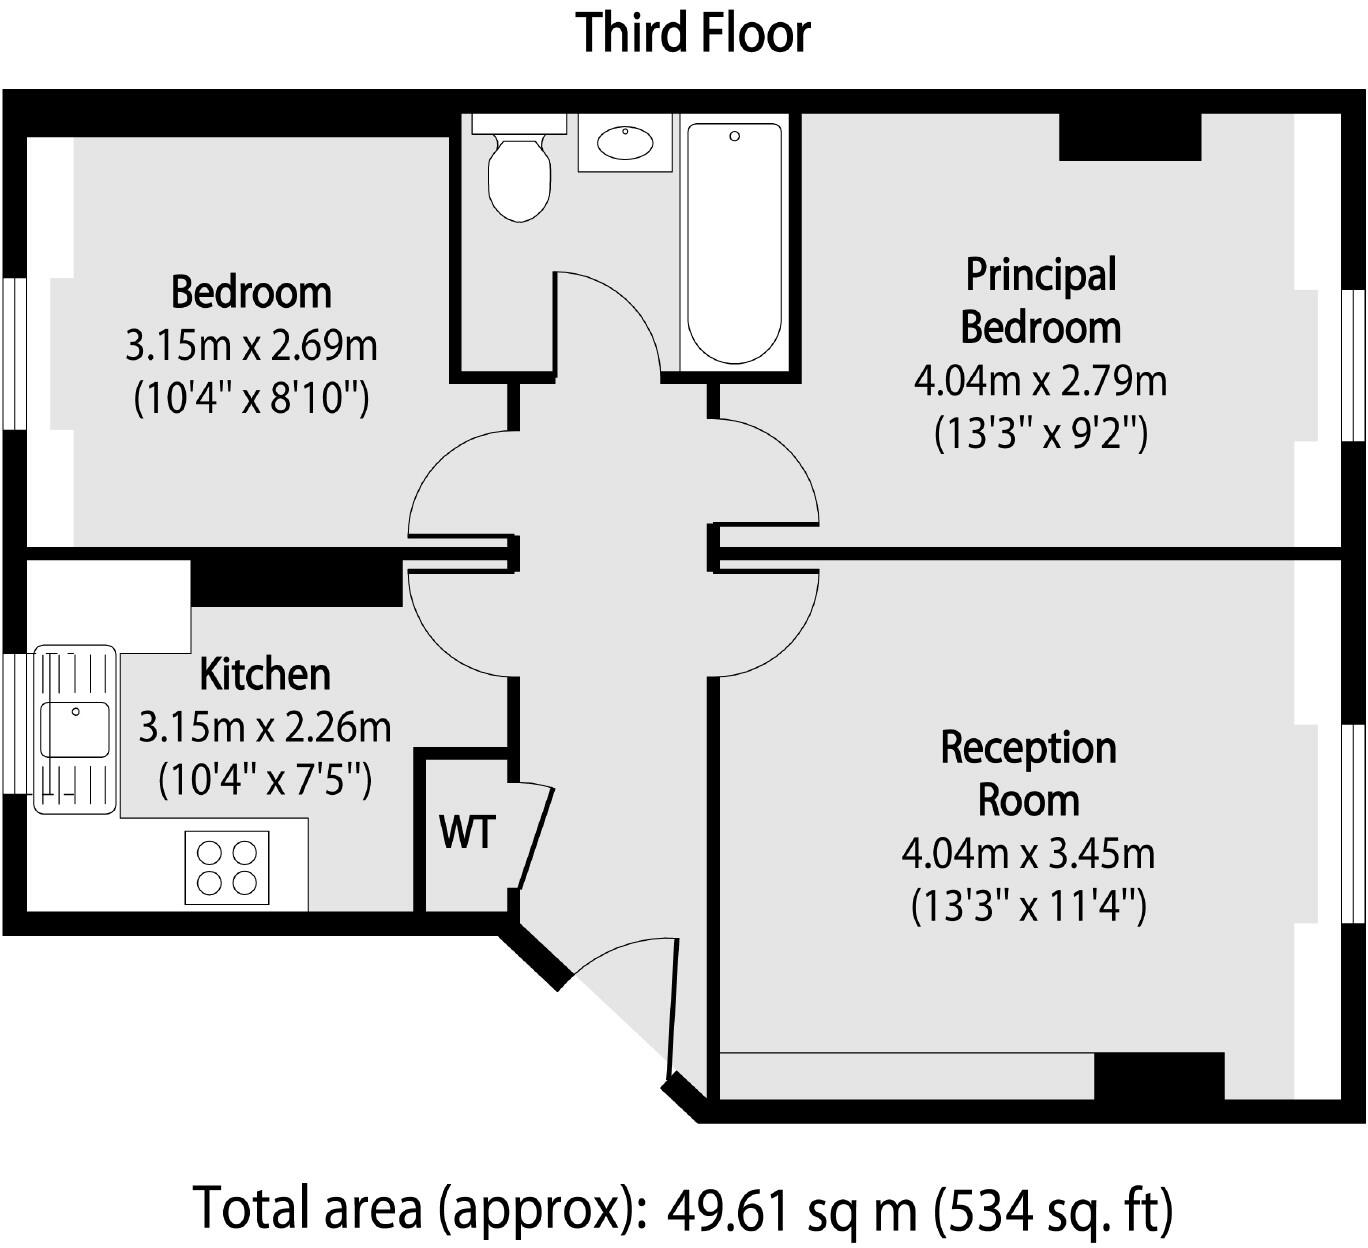 Third Floor
Bedroom
3.15m x 2.69m
(10'4" x 8'10")
Principal
Bedroom
4.04m x 2.79m
(13'3" x 9'2")
Kitchen
3.15m x 2.26m
(10'4" x 7'5")
WT
Reception
Room
4.04m x 3.45m
(13'3" x 11'4")
Total area (approx): 49.61 sq m (534 sq. ft)